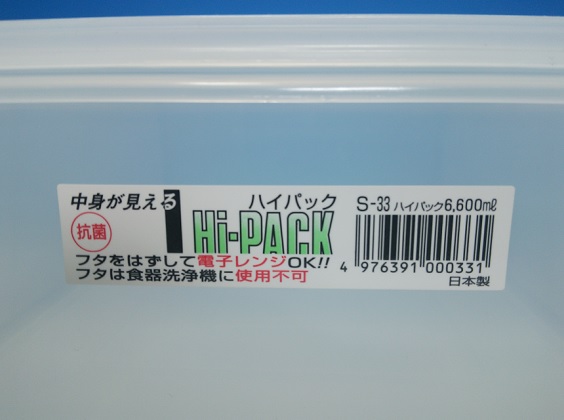 中身が見える
抗菌
ハイパック
Hi-PACK
フタをはずして電子レンジOK!!
フタは食器洗浄機に使用不可
S-33 ハイパック6,600mℓ
4 976391 000331
日本製